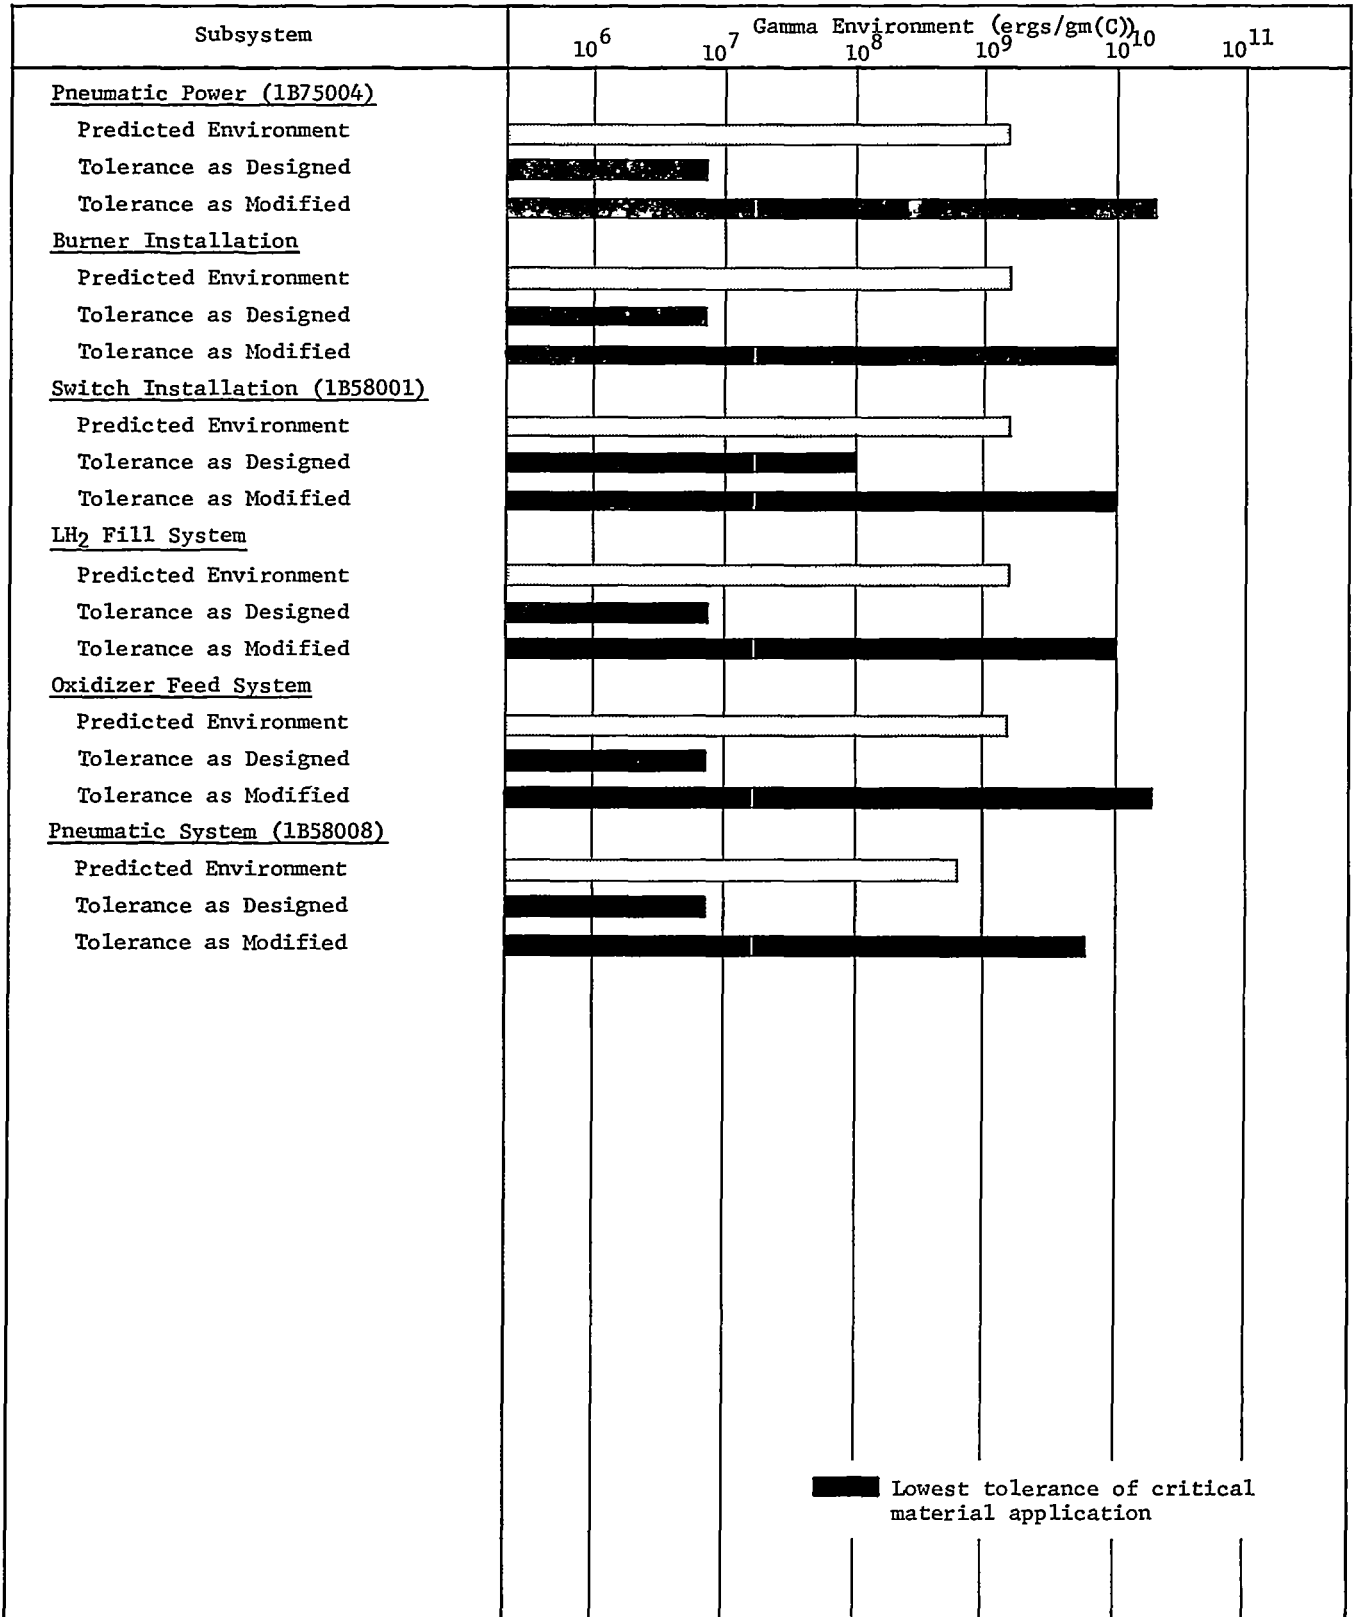 Subsystem
Gamma Environment (ergs/gm(C))
10^6 10^7 10^8 10^9 10^10 10^11
Pneumatic Power (1B75004)
Predicted Environment
Tolerance as Designed
Tolerance as Modified
Burner Installation
Predicted Environment
Tolerance as Designed
Tolerance as Modified
Switch Installation (1B58001)
Predicted Environment
Tolerance as Designed
Tolerance as Modified
LH2 Fill System
Predicted Environment
Tolerance as Designed
Tolerance as Modified
Oxidizer Feed System
Predicted Environment
Tolerance as Designed
Tolerance as Modified
Pneumatic System (1B58008)
Predicted Environment
Tolerance as Designed
Tolerance as Modified
Lowest tolerance of critical
material application